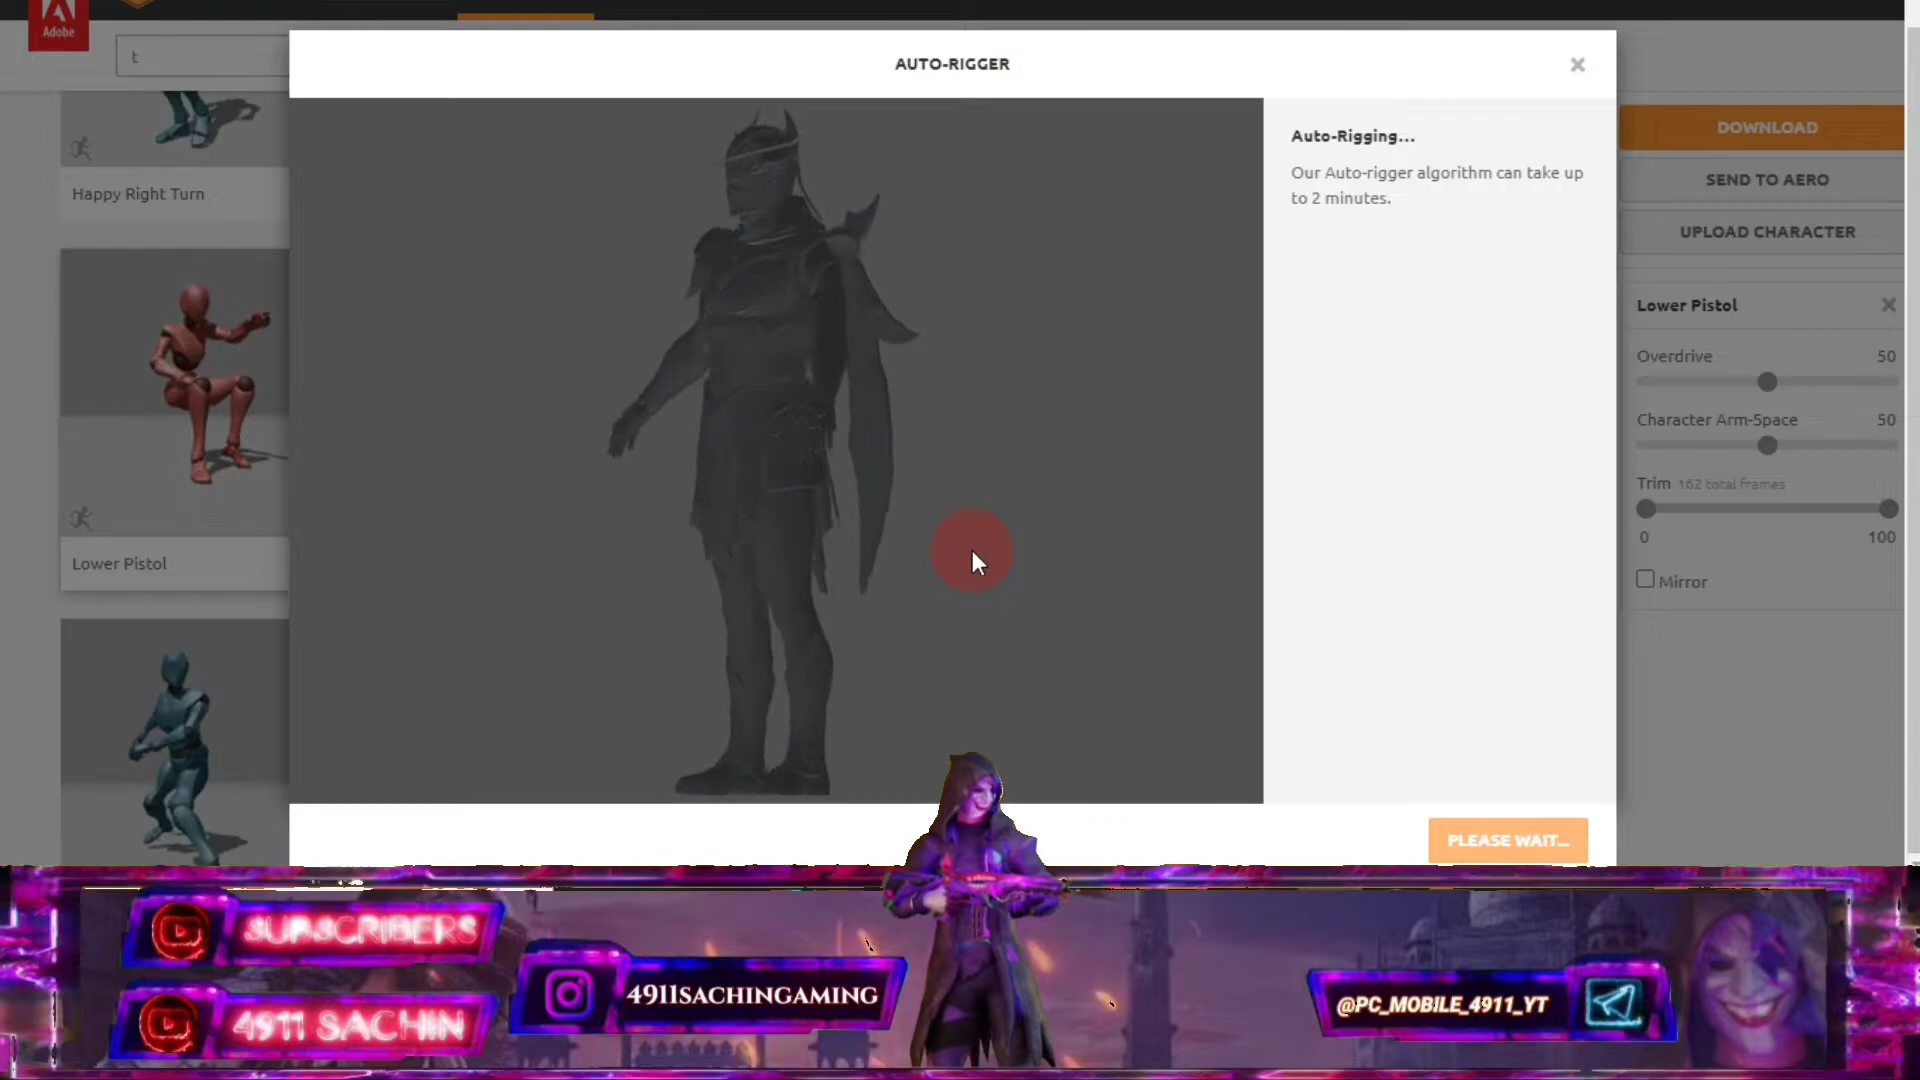 Adobe
t
AUTO-RIGGER
Happy Right Turn
Lower Pistol
Auto-Rigging...
Our Auto-rigger algorithm can take up
to 2 minutes.
PLEASE WAIT...
DOWNLOAD
SEND TO AERO
UPLOAD CHARACTER
Lower Pistol
Overdrive 50
Character Arm-Space 50
Trim 162 total frames
0 100
Mirror
SUBSCRIBERS
4911 SACHIN
4911SACHINGAMING
@PC_MOBILE_4911_YT